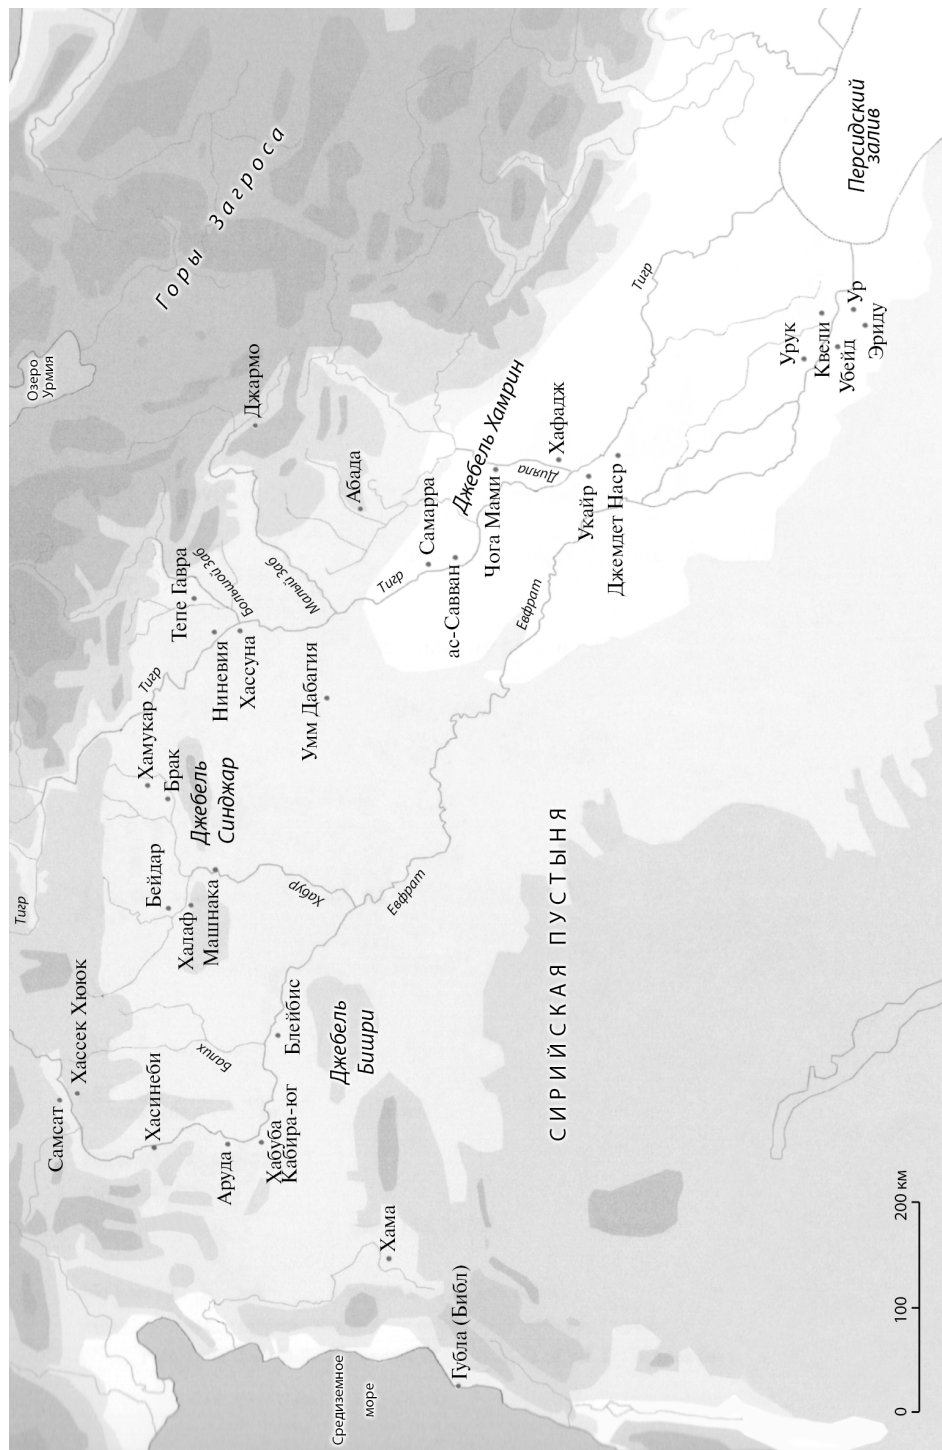 Тигр
Озеро
Урмия
Самсат
Хассек Хююк
Хасинеби
Бейдар
Хамукар
Тигр
Брак
Тепе Гавра
Горы Загроса
Халаф
Машнака
Джебель
Синджар
Большой Заб
Балих
Аруда
Ниневия
Хассуна
Джармо
Хабуба
Кабира-юг
Блейбис
Малый Заб
Хабур
Умм Дабагия
Джебель
Бишри
Средиземное
море
Абада
Хама
Евфрат
Тигр
Самарра
ас-Савван
Губла (Библ)
Джебель Хамрин
Чога Мами
Евфрат
Дияла
Хафадж
СИРИЙСКАЯ ПУСТЫНЯ
Укайр
Джемдет Наср
Тигр
Урук
Квели
Убейд
Ур
Эриду
Персидский
залив
0 100 200 км